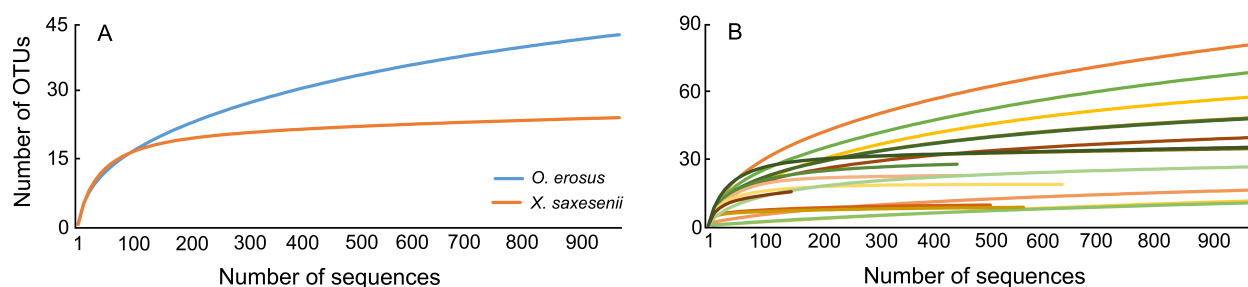 A
Number of OTUs
45
30
15
0
1 100 200 300 400 500 600 700 800 900
Number of sequences
O. erosus
X. saxesenii
B
90
60
30
0
1 100 200 300 400 500 600 700 800 900
Number of sequences